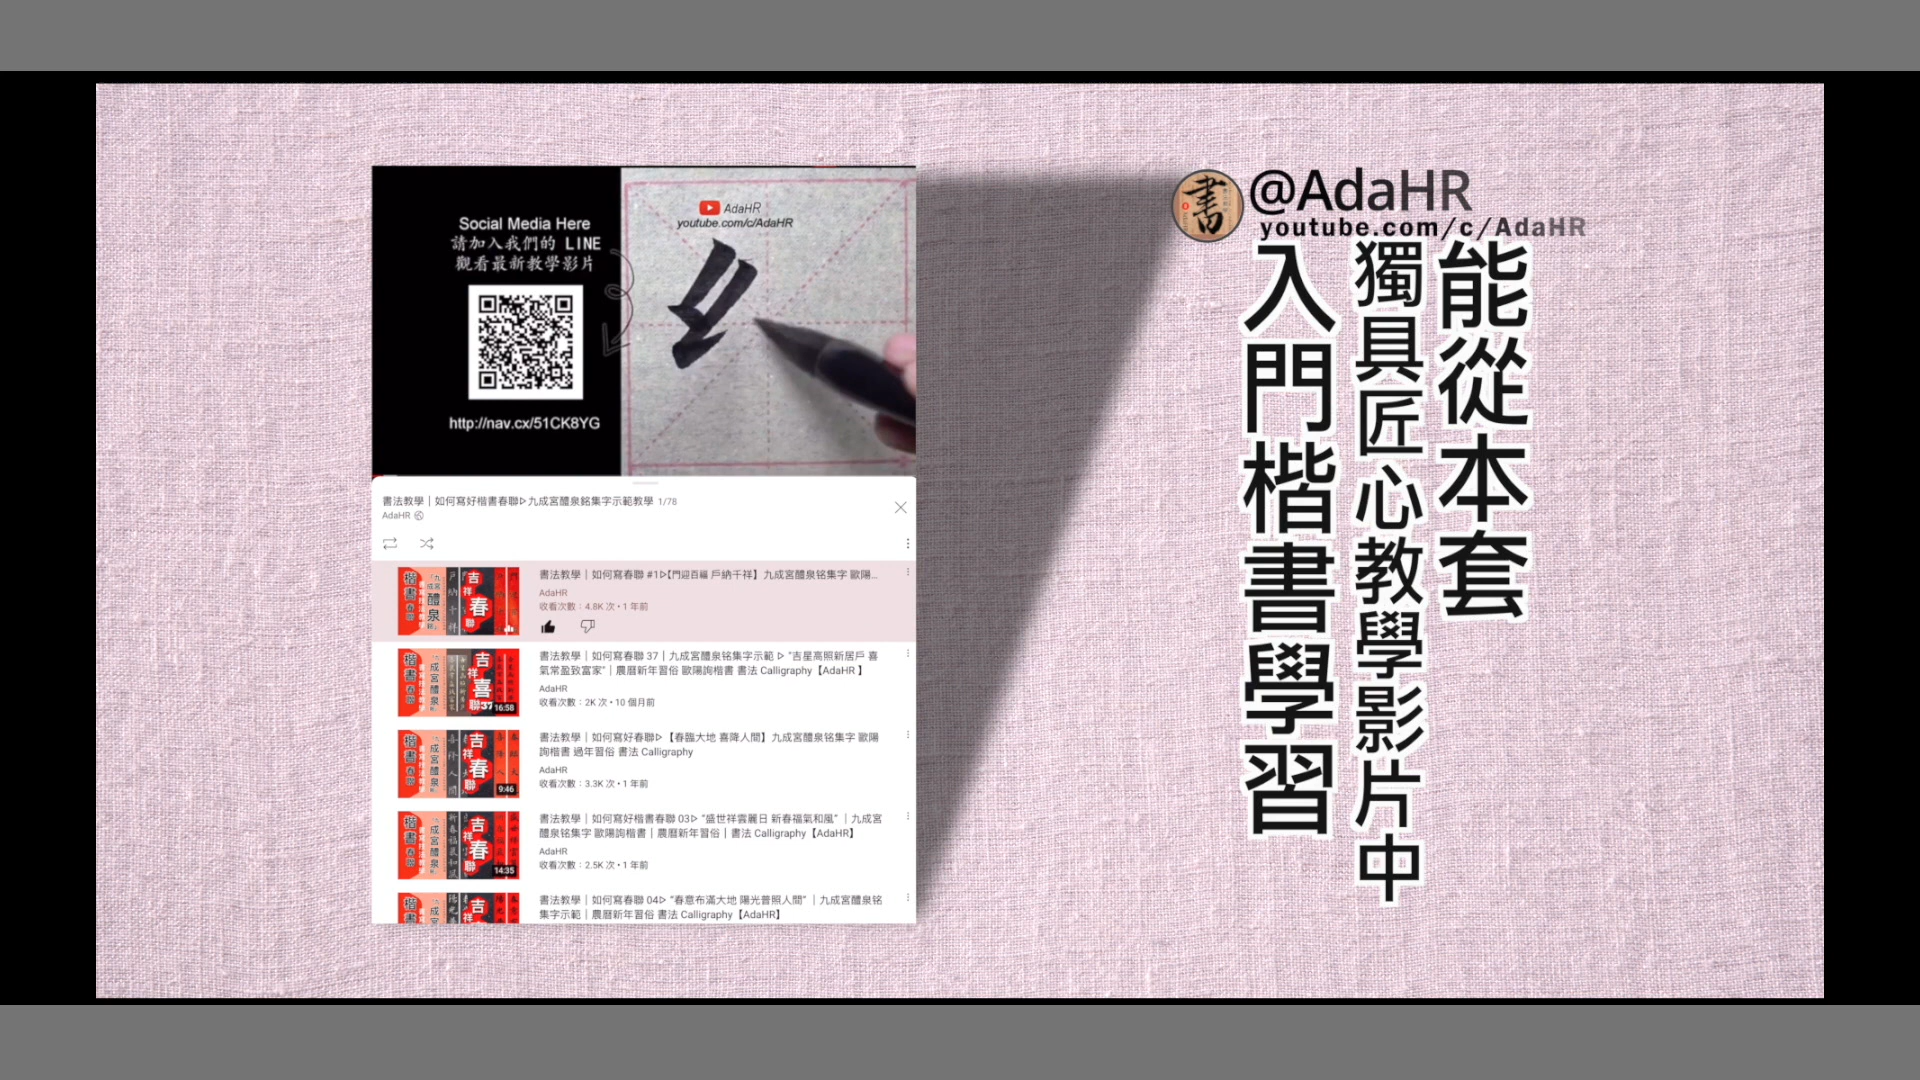 Social Media Here
請加入我們的 LINE
觀看最新教學影片
http://nav.cx/51CK8YG
AdaHR
youtube.com/c/AdaHR
書法教學｜如何寫好楷書春聯▷九成宮醴泉銘集字示範教學 1/78
AdaHR
書法教學｜如何寫春聯 #1▷【門迎百福 戶納千祥】九成宮醴泉铭集字 歐陽...
AdaHR
收看次數：4.8K 次 • 1 年前
書法教學｜如何寫春聯 37｜九成宮醴泉铭集字示範 ▷ “吉星高照新居戶 喜
氣常盈致富家”｜農曆新年習俗 歐陽詢楷書 書法 Calligraphy【AdaHR 】
AdaHR
收看次數：2K 次 • 10 個月前
16:58
書法教學｜如何寫好春聯▷ 【春臨大地 喜降人間】九成宮醴泉铭集字 歐陽
詢楷書 過年習俗 書法 Calligraphy
AdaHR
收看次數：3.3K 次 • 1 年前
9:46
書法教學｜如何寫好楷書春聯 03▷ “盛世祥雲麗日 新春福氣和風” ｜九成宮
醴泉铭集字 歐陽詢楷書｜農曆新年習俗｜書法 Calligraphy【AdaHR】
AdaHR
收看次數：2.5K 次 • 1 年前
14:35
書法教學｜如何寫春聯 04▷ “春意布滿大地 陽光普照人間” ｜九成宮醴泉铭
集字示範｜農曆新年習俗 書法 Calligraphy【AdaHR】
書
@AdaHR
youtube.com/c/AdaHR
能從本套
獨具匠心教學影片中
入門楷書學習